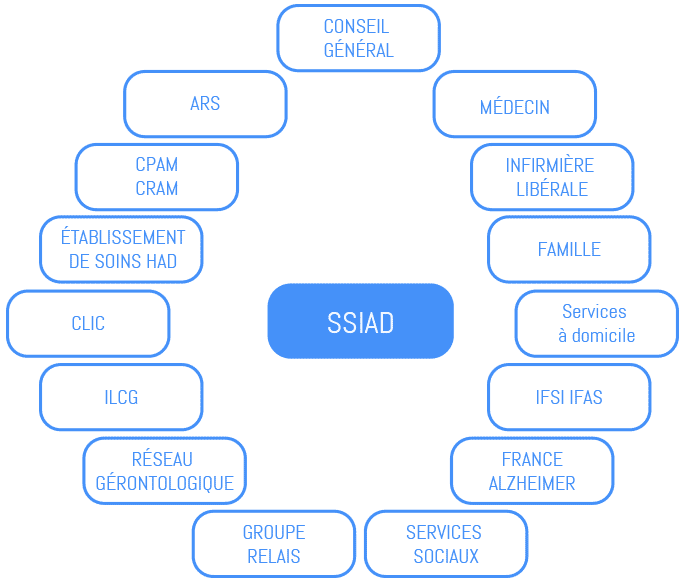 CONSEIL
GÉNÉRAL
ARS
MÉDECIN
CPAM
CRAM
INFIRMIÈRE
LIBÉRALE
ÉTABLISSEMENT
DE SOINS HAD
FAMILLE
CLIC
SSIAD
Services
à domicile
ILCG
IFSI IFAS
RÉSEAU
GÉRONTOLOGIQUE
FRANCE
ALZHEIMER
GROUPE
RELAIS
SERVICES
SOCIAUX